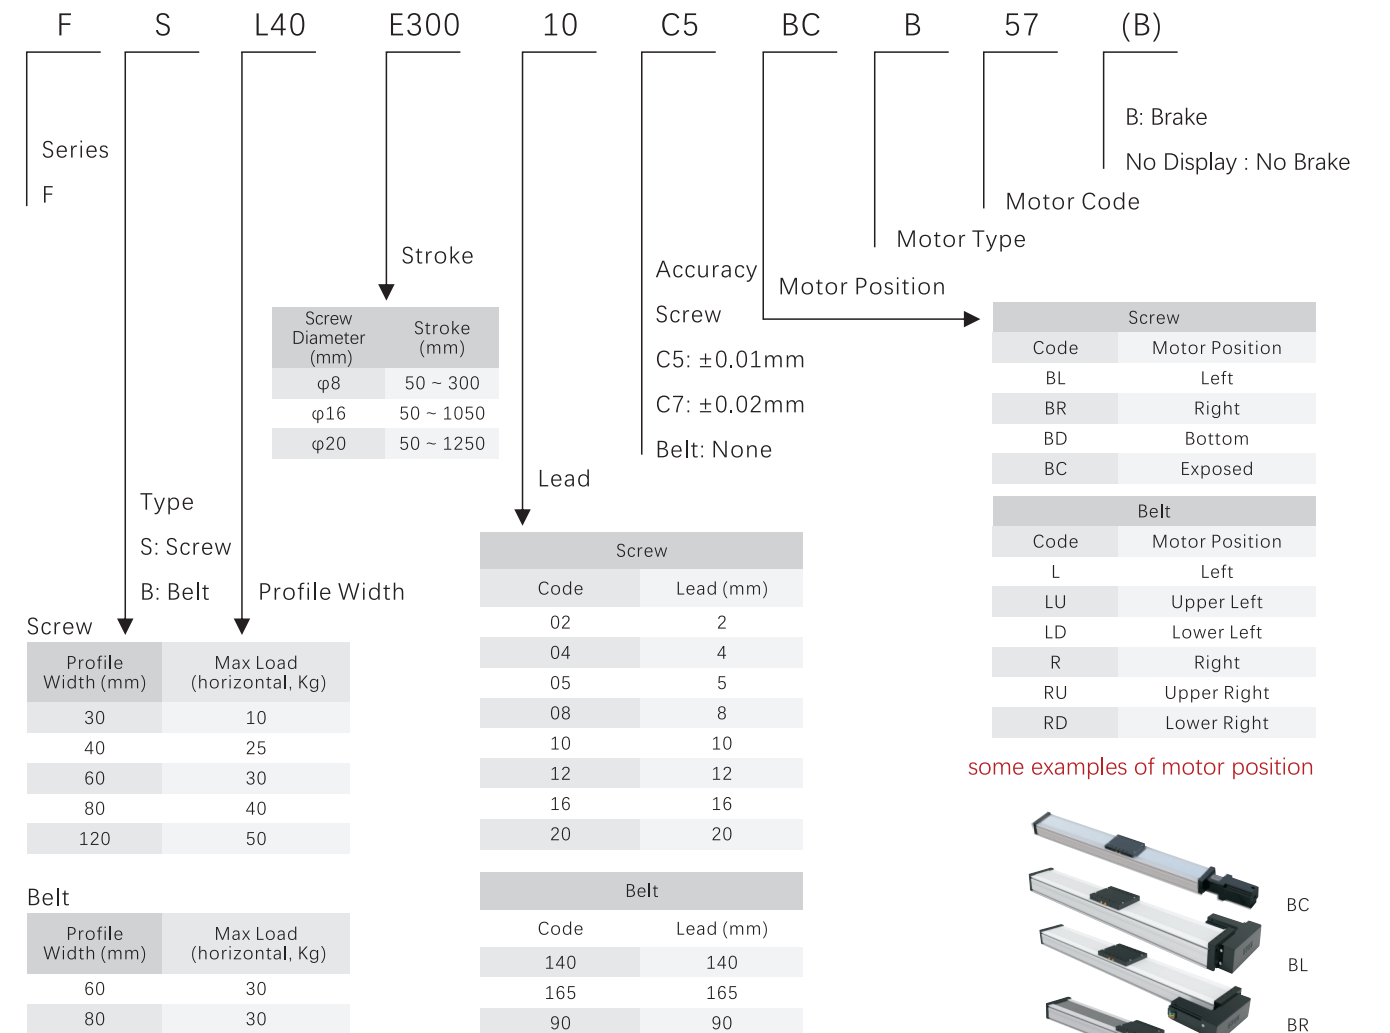 F S L40 E300 10 C5 BC B 57 (B)
B: Brake
No Display : No Brake
Series
F
Motor Code
Motor Type
Stroke
Accuracy
Screw
C5: ±0.01mm
C7: ±0.02mm
Belt: None
Motor Position
Screw Diameter (mm) Stroke (mm)
φ8 50 ~ 300
φ16 50 ~ 1050
φ20 50 ~ 1250
Screw
Code Motor Position
BL Left
BR Right
BD Bottom
BC Exposed
Belt
Code Motor Position
L Left
LU Upper Left
LD Lower Left
R Right
RU Upper Right
RD Lower Right
Type
S: Screw
B: Belt
Profile Width
Lead
Screw
Profile Width (mm) Max Load (horizontal, Kg)
30 10
40 25
60 30
80 40
120 50
Belt
Profile Width (mm) Max Load (horizontal, Kg)
60 30
80 30
Screw
Code Lead (mm)
02 2
04 4
05 5
08 8
10 10
12 12
16 16
20 20
Belt
Code Lead (mm)
140 140
165 165
90 90
some examples of motor position
BC
BL
BR